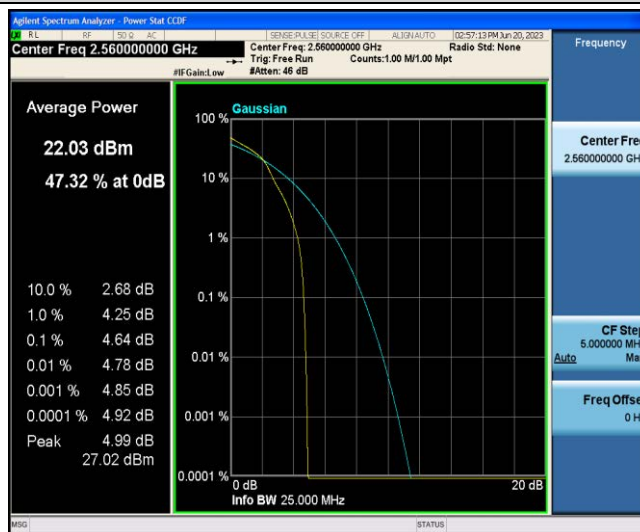 Agilent Spectrum Analyzer - Power Stat CCDF
RL RF 50 Ω AC SENSE:PULSE SOURCE OFF ALIGN AUTO 02:57:13 PM Jun 20, 2023
Center Freq 2.560000000 GHz
Center Freq: 2.560000000 GHz Radio Std: None
Trig: Free Run Counts:1.00 M/1.00 Mpt
#IFGain:Low #Atten: 46 dB
Frequency
Average Power
22.03 dBm
47.32 % at 0dB
10.0 % 2.68 dB
1.0 % 4.25 dB
0.1 % 4.64 dB
0.01 % 4.78 dB
0.001 % 4.85 dB
0.0001 % 4.92 dB
Peak 4.99 dB
27.02 dBm
Gaussian
100 %
10 %
1 %
0.1 %
0.01 %
0.001 %
0.0001 %
0 dB 20 dB
Info BW 25.000 MHz
Center Fre
2.560000000 GH
CF Ste
5.000000 MH
Auto Ma
Freq Offse
0 H
MSG STATUS